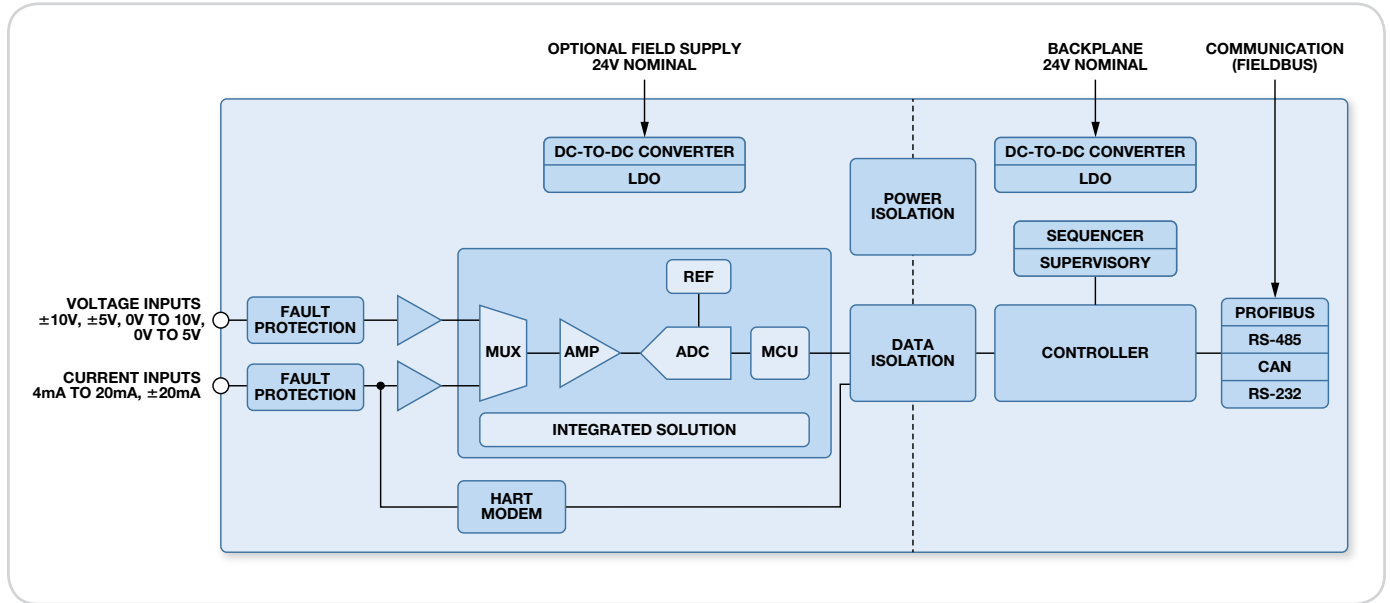 OPTIONAL FIELD SUPPLY
24V NOMINAL
BACKPLANE
24V NOMINAL
COMMUNICATION
(FIELDBUS)
DC-TO-DC CONVERTER
LDO
POWER
ISOLATION
DC-TO-DC CONVERTER
LDO
SEQUENCER
SUPERVISORY
VOLTAGE INPUTS
±10V, ±5V, 0V TO 10V,
0V TO 5V
FAULT
PROTECTION
CURRENT INPUTS
4mA TO 20mA, ±20mA
FAULT
PROTECTION
MUX
AMP
REF
ADC
MCU
INTEGRATED SOLUTION
HART
MODEM
DATA
ISOLATION
CONTROLLER
PROFIBUS
RS-485
CAN
RS-232